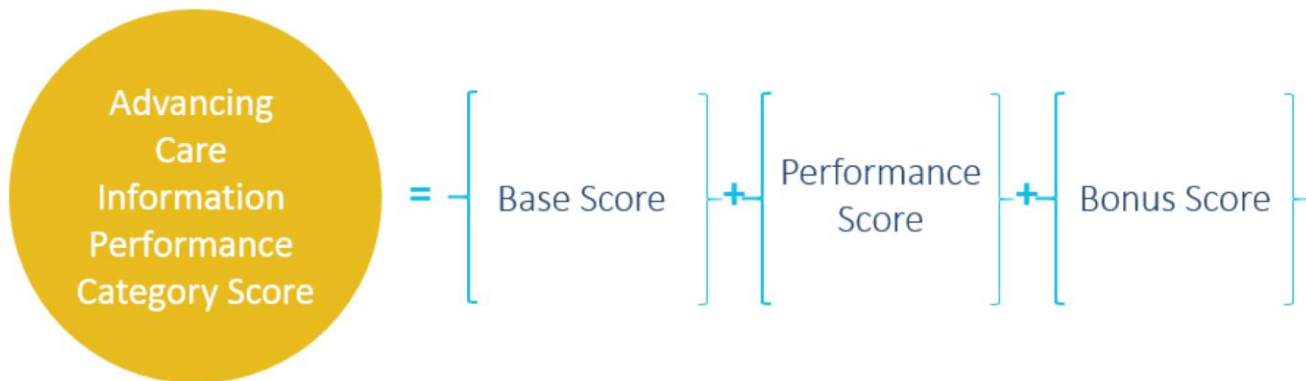 Advancing
Care
Information
Performance
Category Score
=
Base Score
+
Performance
Score
+
Bonus Score